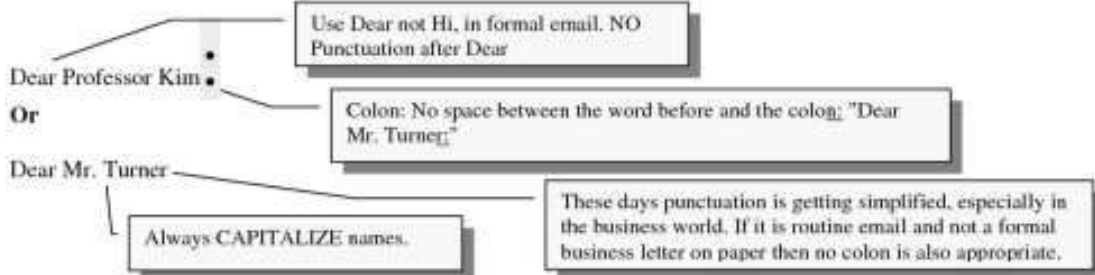 Use Dear not Hi, in formal email. NO
Punctuation after Dear
Dear Professor Kim:
Colon: No space between the word before and the colon: "Dear
Mr. Turner:"
Or
Dear Mr. Turner
These days punctuation is getting simplified, especially in
the business world. If it is routine email and not a formal
business letter on paper then no colon is also appropriate.
Always CAPITALIZE names.